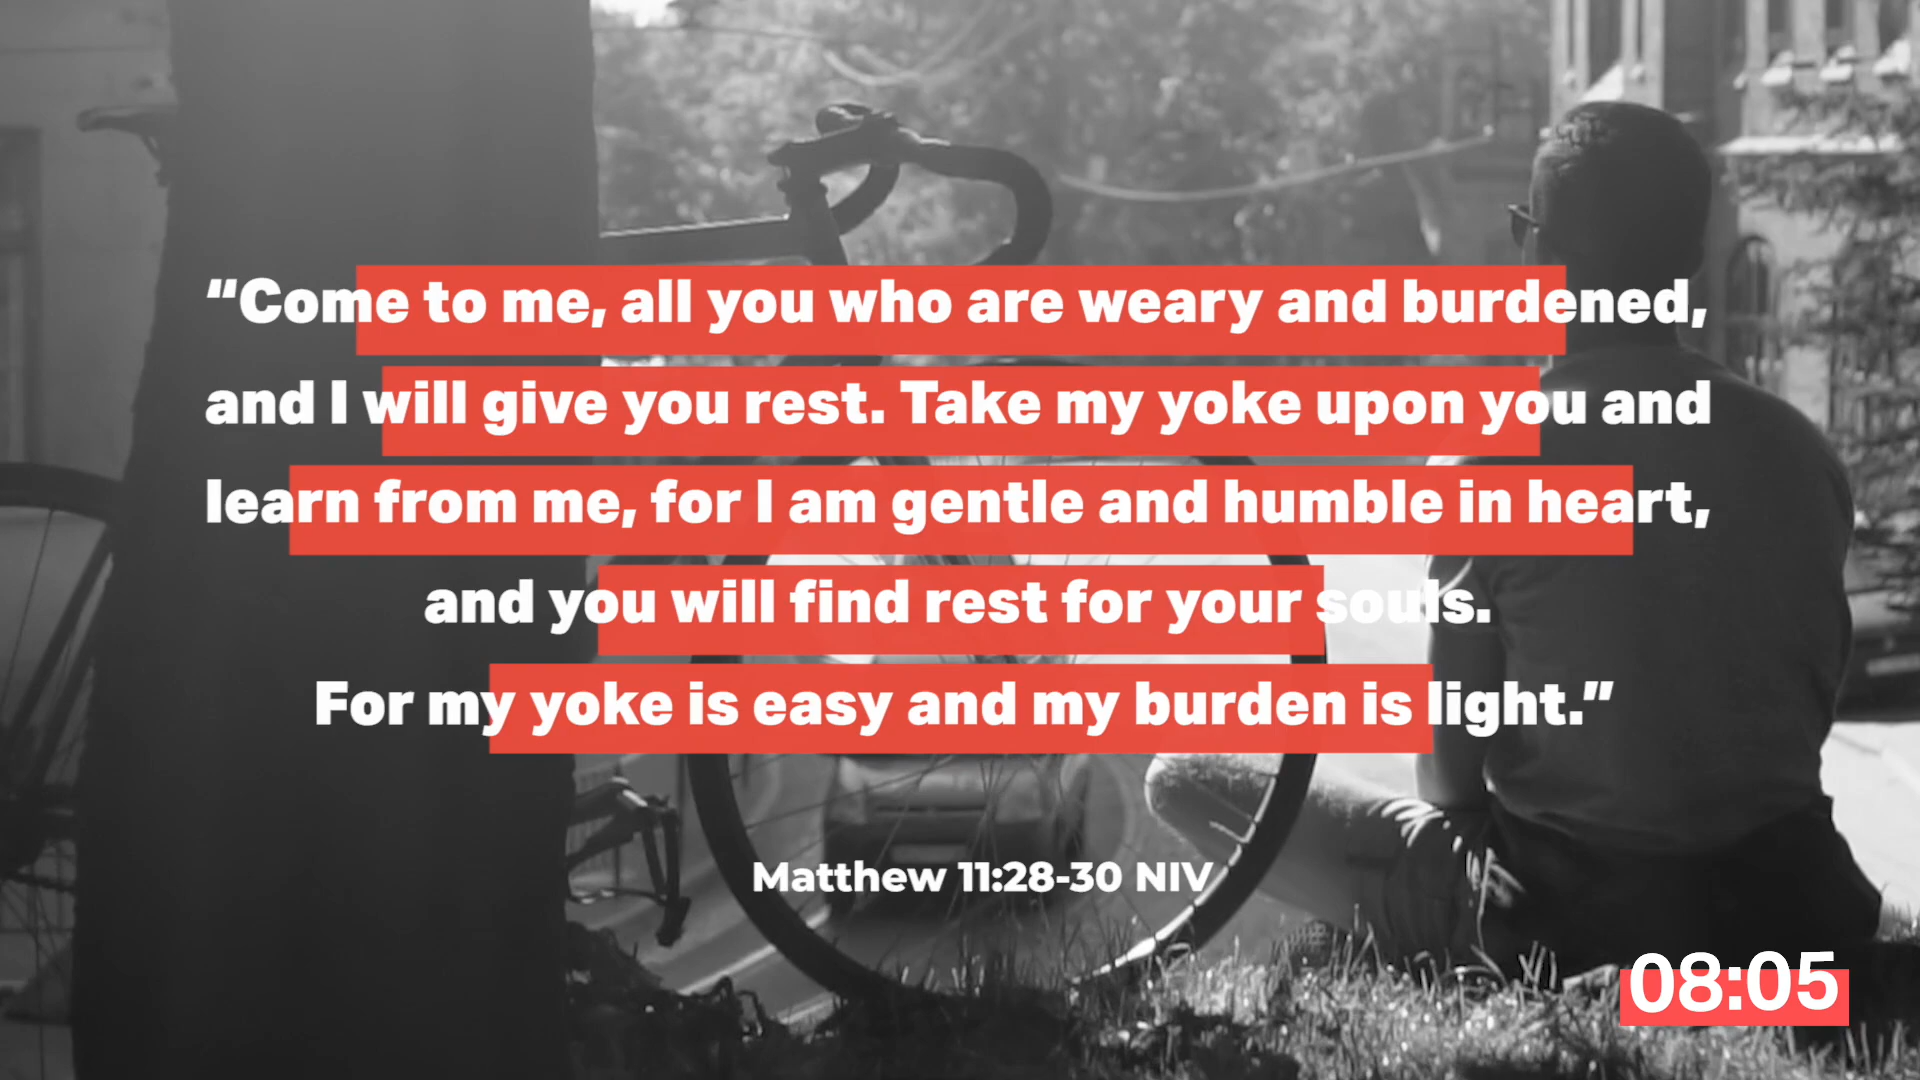 “Come to me, all you who are weary and burdened,
and I will give you rest. Take my yoke upon you and
learn from me, for I am gentle and humble in heart,
and you will find rest for your souls.
For my yoke is easy and my burden is light.”
Matthew 11:28-30 NIV
08:05